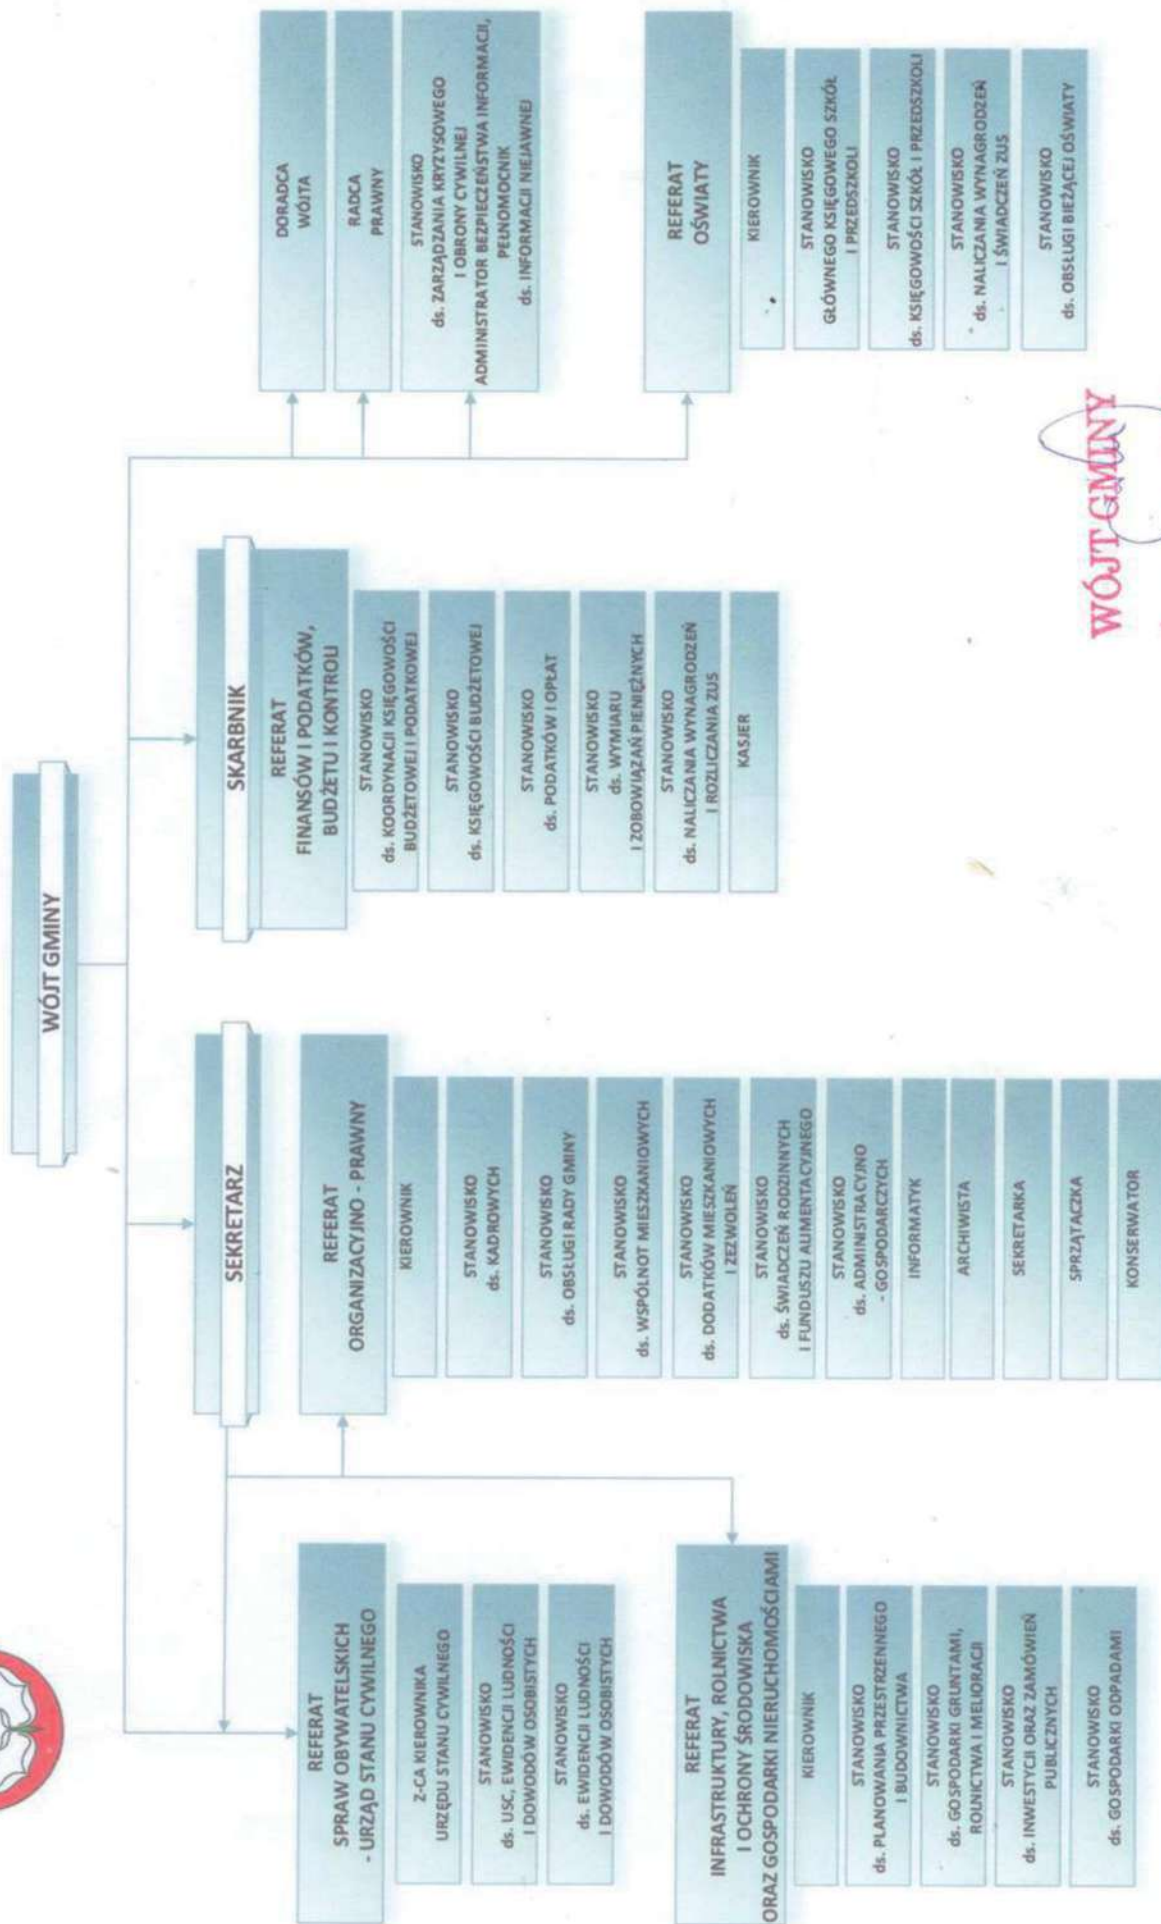 WÓJT GMINY
SEKRETARZ
SKARBNIK
REFERAT
SPRAW OBYWATELSKICH
- URZĄD STANU CYWILNEGO
Z-CA KIEROWNIKA
URZĘDU STANU CYWILNEGO
STANOWISKO
ds. USC, EWIDENCJI LUDNOŚCI
I DOWODÓW OSOBISTYCH
STANOWISKO
ds. EWIDENCJI LUDNOŚCI
I DOWODÓW OSOBISTYCH
REFERAT
INFRASTRUKTURY, ROLNICTWA
I OCHRONY ŚRODOWISKA
ORAZ GOSPODARKI NIERUCHOMOŚCIAMI
KIEROWNIK
STANOWISKO
ds. PLANOWANIA PRZESTRZENNEGO
I BUDOWNICTWA
STANOWISKO
ds. GOSPODARKI GRUNTAMI,
ROLNICTWA I MELIORACJI
STANOWISKO
ds. INWESTYCJI ORAZ ZAMÓWIEŃ
PUBLICZNYCH
STANOWISKO
ds. GOSPODARKI ODPADAMI
REFERAT
ORGANIZACYJNO - PRAWNY
KIEROWNIK
STANOWISKO
ds. KADROWYCH
STANOWISKO
ds. OBSŁUGI RADY GMINY
STANOWISKO
ds. WSPÓLNOT MIESZKANIOWYCH
STANOWISKO
ds. DODATKÓW MIESZKANIOWYCH
I ZEZWOLEŃ
STANOWISKO
ds. ŚWIADCZEŃ RODZINNYCH
I FUNDUSZU ALIMENTACYJNEGO
STANOWISKO
ds. ADMINISTRACYJNO
- GOSPODARCZYCH
INFORMATYK
ARCHIWISTA
SEKRETARKA
SPRZĄTACZKA
KONSERWATOR
REFERAT
FINANSÓW I PODATKÓW,
BUDŻETU I KONTROLI
STANOWISKO
ds. KOORDYNACJI KSIĘGOWOŚCI
BUDŻETOWEJ I PODATKOWEJ
STANOWISKO
ds. KSIĘGOWOŚCI BUDŻETOWEJ
STANOWISKO
ds. PODATKÓW I OPŁAT
STANOWISKO
ds. WYMIARU
I ZOBOWIĄZAŃ PIENIĘŻNYCH
STANOWISKO
ds. NALICZANIA WYNAGRODZEŃ
I ROZLICZANIA ZUS
KASJER
DORADCA
WÓJTA
RADCA
PRAWNY
STANOWISKO
ds. ZARZĄDZANIA KRYZYSOWEGO
I OBRONY CYWILNEJ
ADMINISTRATOR BEZPIECZEŃSTWA INFORMACJI,
PEŁNOMOCNIK
ds. INFORMACJI NIEJAWNEJ
REFERAT
OŚWIATY
KIEROWNIK
STANOWISKO
GŁÓWNEGO KSIĘGOWEGO SZKÓŁ
I PRZEDSZKOLI
STANOWISKO
ds. KSIĘGOWOŚCI SZKÓŁ I PRZEDSZKOLI
STANOWISKO
ds. NALICZANIA WYNAGRODZEŃ
I ŚWIADCZEŃ ZUS
STANOWISKO
ds. OBSŁUGI BIEŻĄCEJ OŚWIATY
WÓJT GMINY